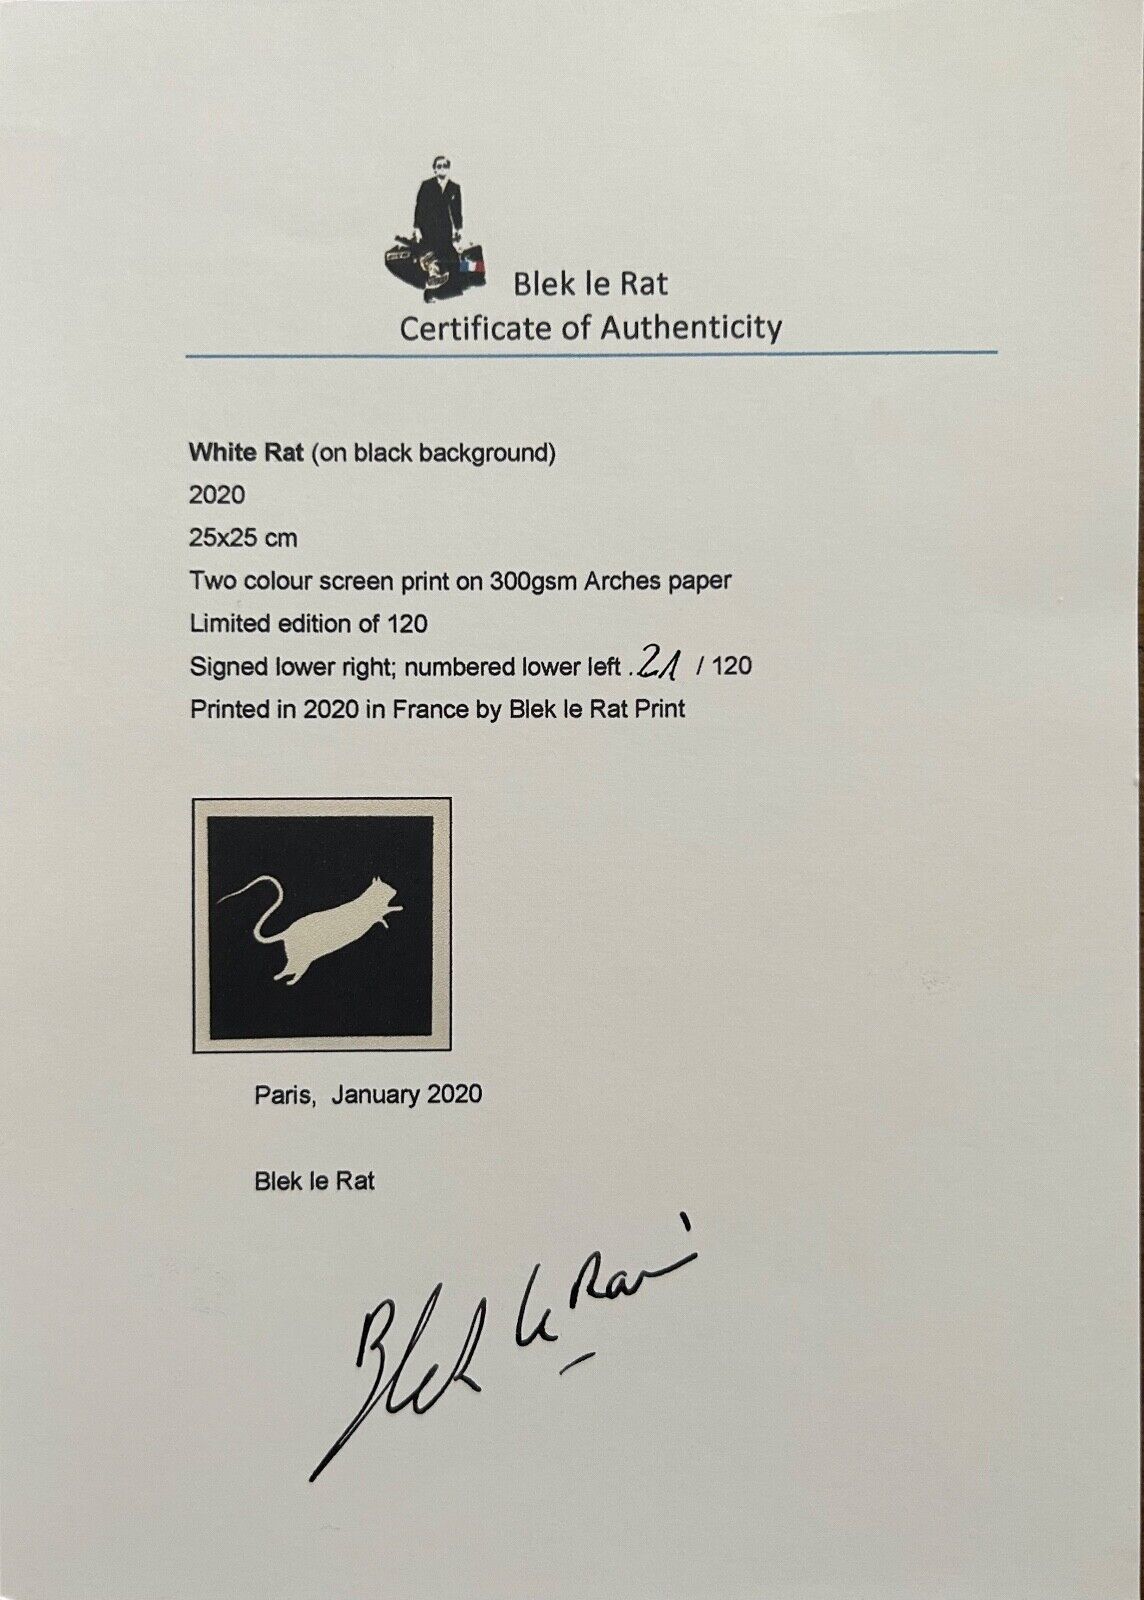 Blek le Rat
Certificate of Authenticity
White Rat (on black background)
2020
25x25 cm
Two colour screen print on 300gsm Arches paper
Limited edition of 120
Signed lower right; numbered lower left .21 / 120
Printed in 2020 in France by Blek le Rat Print
Paris, January 2020
Blek le Rat
Blek le Rat